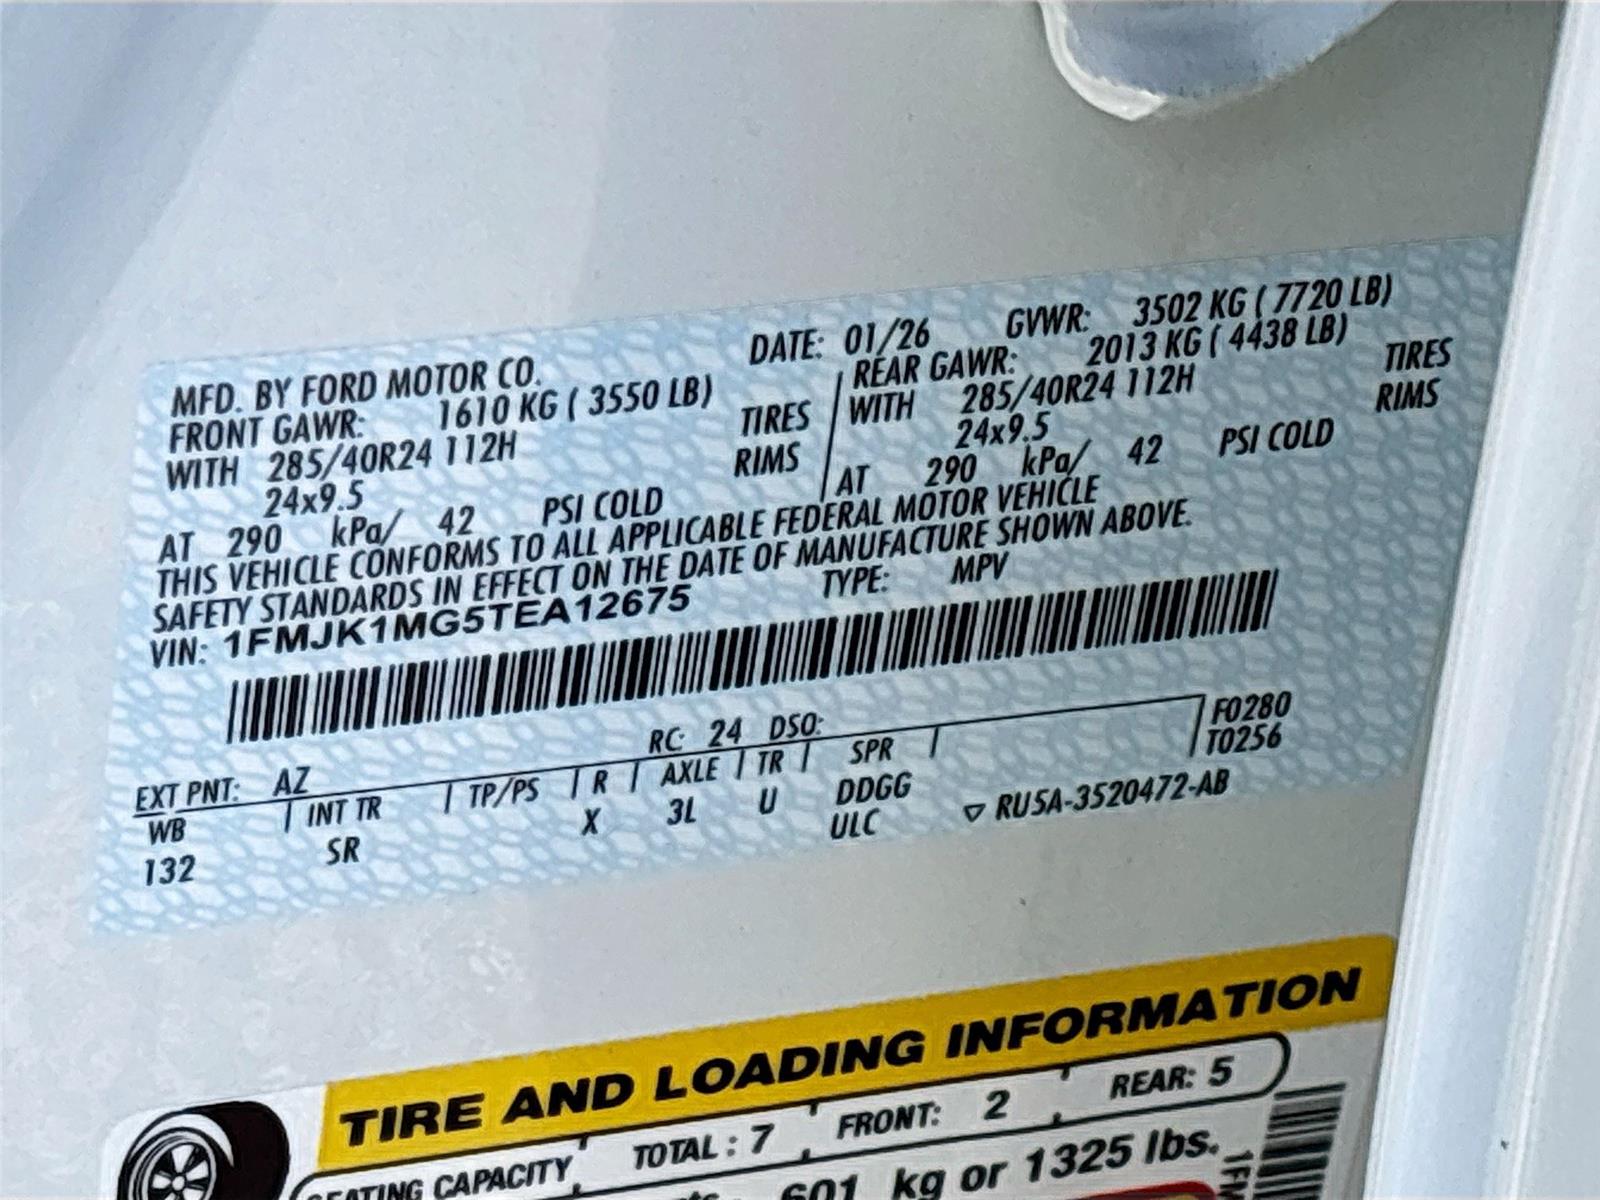 MFD. BY FORD MOTOR CO. DATE: 01/26 GVWR: 3502 KG ( 7720 LB)
FRONT GAWR: 1610 KG ( 3550 LB) REAR GAWR: 2013 KG ( 4438 LB)
WITH 285/40R24 112H TIRES WITH 285/40R24 112H TIRES
24x9.5 RIMS 24x9.5 RIMS
AT 290 kPa/ 42 PSI COLD AT 290 kPa/ 42 PSI COLD
THIS VEHICLE CONFORMS TO ALL APPLICABLE FEDERAL MOTOR VEHICLE
SAFETY STANDARDS IN EFFECT ON THE DATE OF MANUFACTURE SHOWN ABOVE.
VIN: 1FMJK1MG5TEA12675 TYPE: MPV
EXT PNT: AZ RC: 24 DSO: F0280
WB INT TR TP/PS R AXLE TR SPR T0256
132 SR X 3L U DDGG ▽ RU5A-3520472-AB
ULC
TIRE AND LOADING INFORMATION
SEATING CAPACITY TOTAL : 7 FRONT: 2 REAR: 5
601 kg or 1325 lbs.
1FM